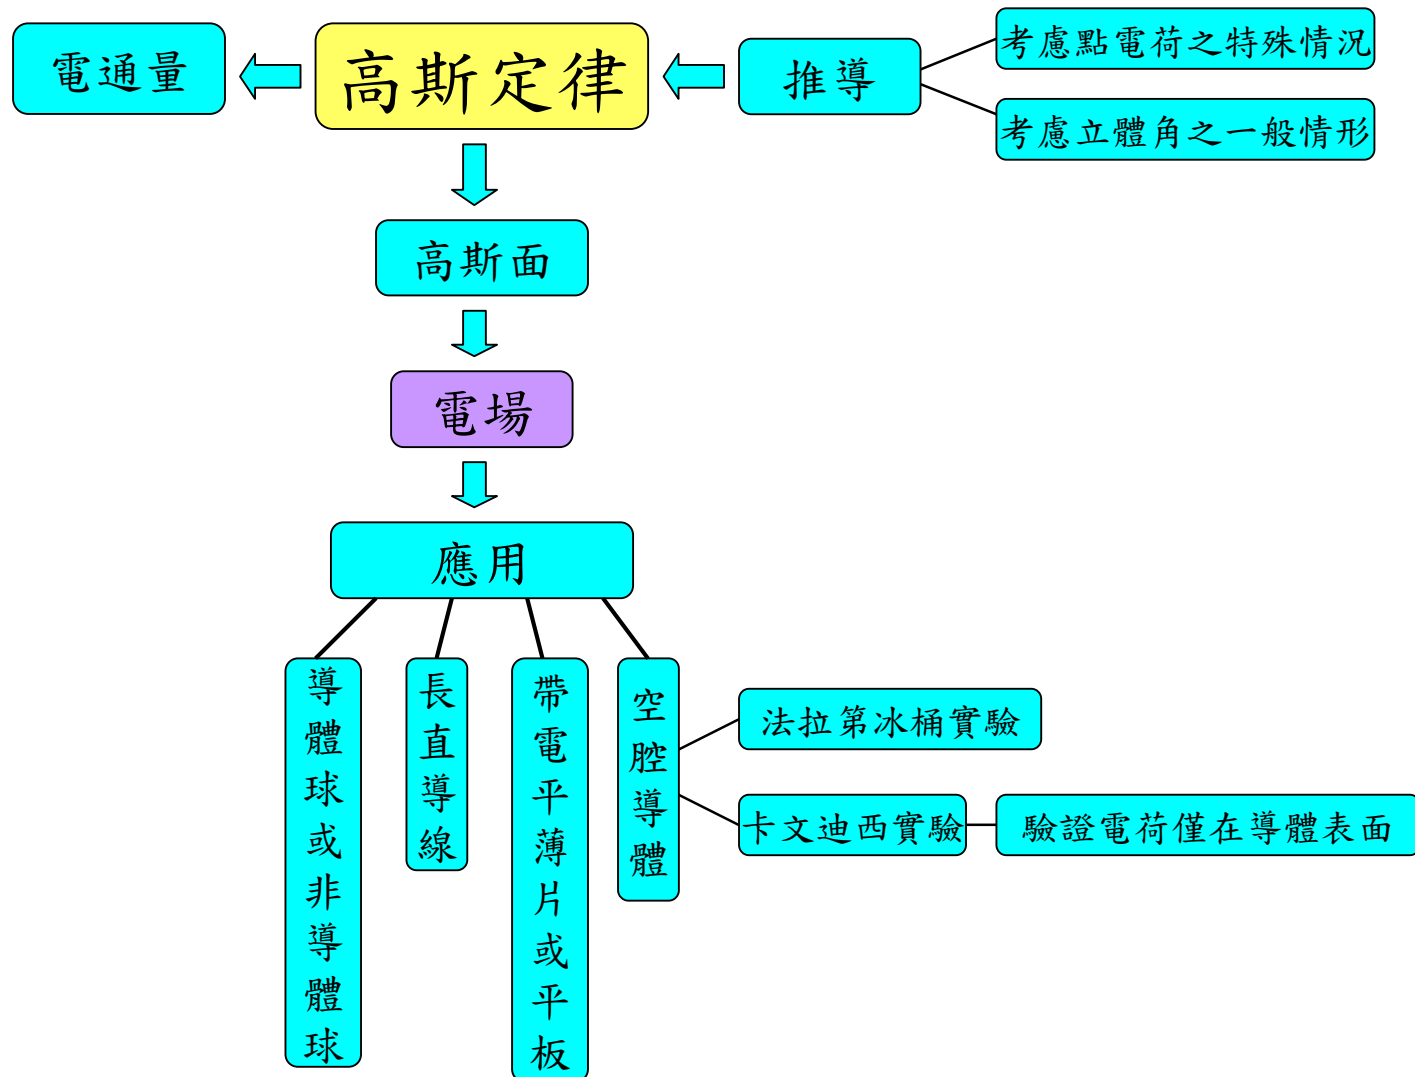 電通量
高斯定律
推導
考慮點電荷之特殊情況
考慮立體角之一般情形
高斯面
電場
應用
導體球或非導體球
長直導線
帶電平薄片或平板
空腔導體
法拉第冰桶實驗
卡文迪西實驗
驗證電荷僅在導體表面